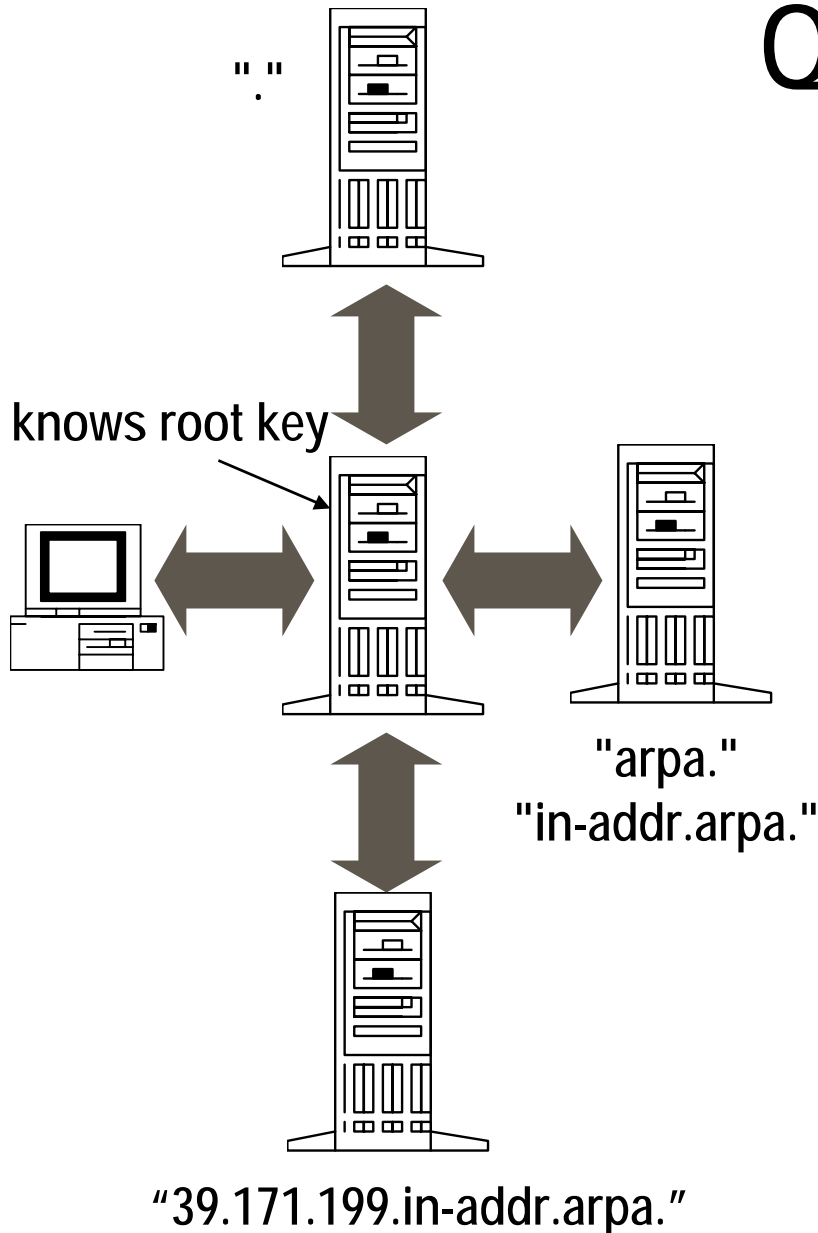 Q
"."
knows root key
"arpa."
"in-addr.arpa."
“39.171.199.in-addr.arpa.”